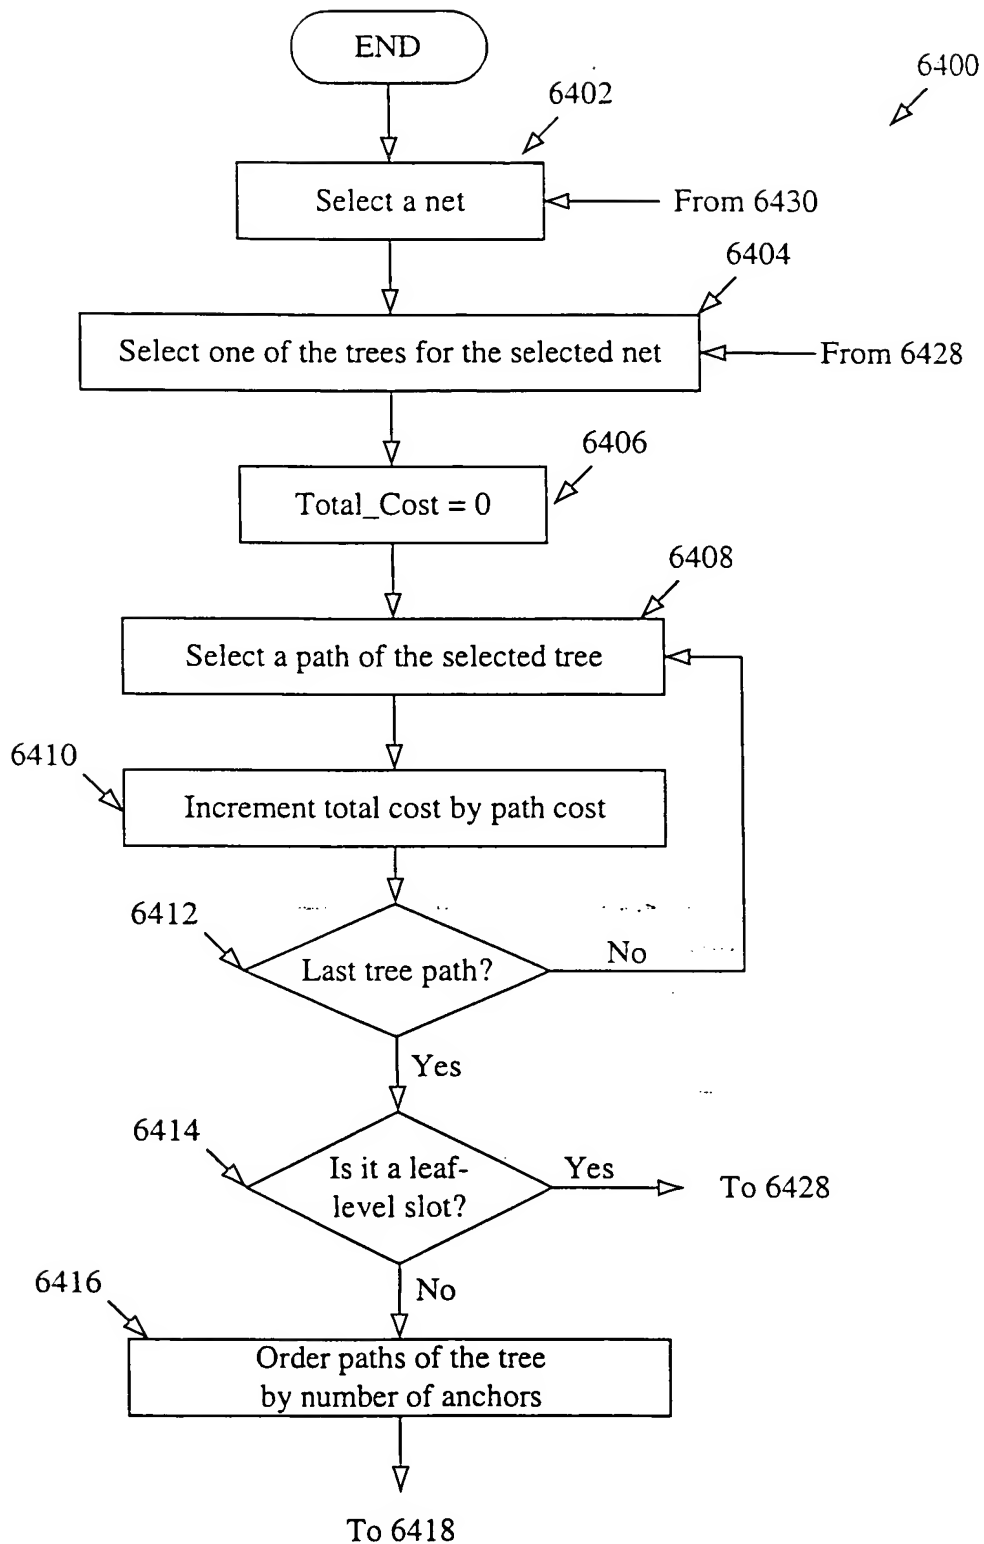 END
6400
6402
Select a net
From 6430
6404
Select one of the trees for the selected net
From 6428
6406
Total_Cost = 0
6408
Select a path of the selected tree
6410
Increment total cost by path cost
6412
Last tree path?
No
Yes
6414
Is it a leaf-
level slot?
Yes
To 6428
No
6416
Order paths of the tree
by number of anchors
To 6418